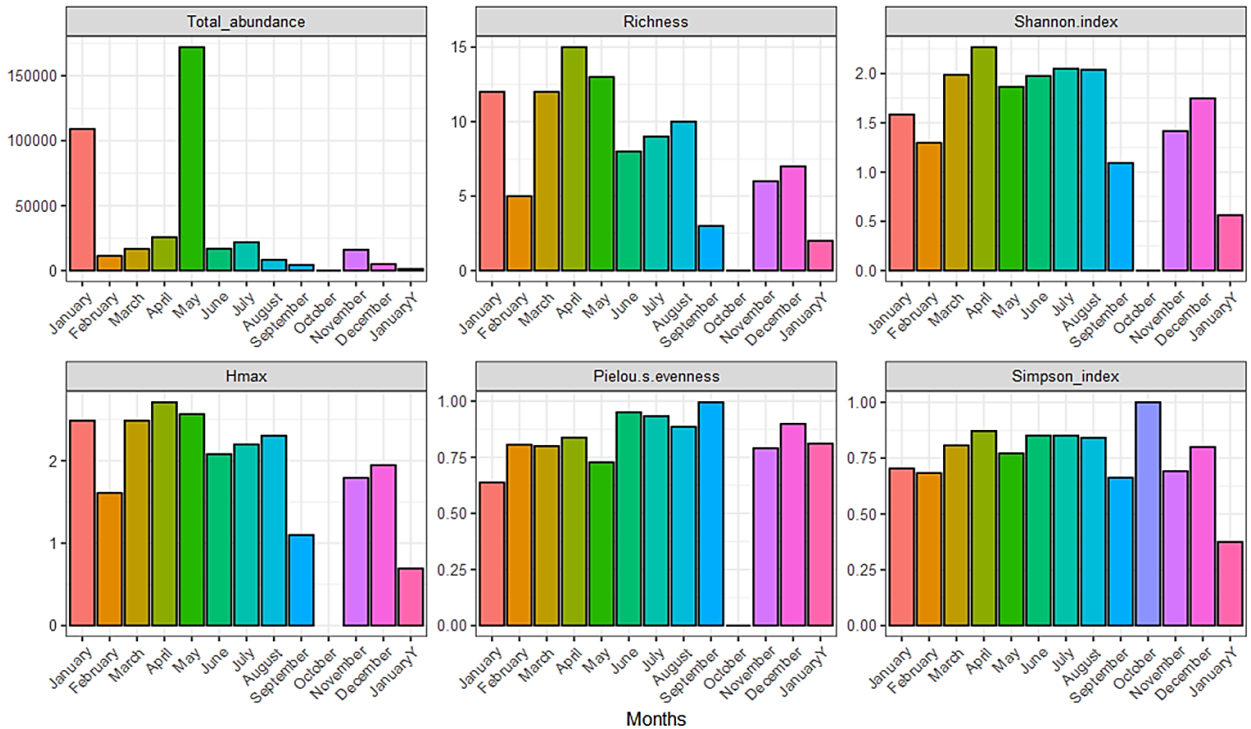 Total_abundance
150000
100000
50000
0
January
February
March
April
May
June
July
August
September
October
November
December
JanuaryY
Richness
15
10
5
0
January
February
March
April
May
June
July
August
September
October
November
December
JanuaryY
Shannon.index
2.0
1.5
1.0
0.5
0.0
January
February
March
April
May
June
July
August
September
October
November
December
JanuaryY
Hmax
2
1
0
January
February
March
April
May
June
July
August
September
October
November
December
JanuaryY
Pielou.s.evenness
1.00
0.75
0.50
0.25
0.00
January
February
March
April
May
June
July
August
September
October
November
December
JanuaryY
Simpson_index
1.00
0.75
0.50
0.25
0.00
January
February
March
April
May
June
July
August
September
October
November
December
JanuaryY
Months